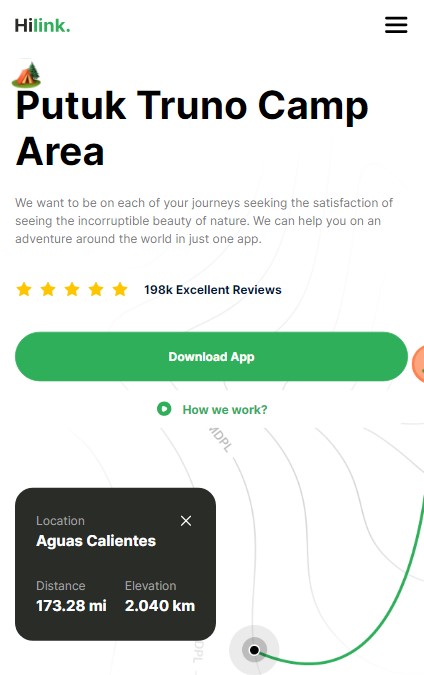 Hilink.
Putuk Truno Camp
Area
We want to be on each of your journeys seeking the satisfaction of
seeing the incorruptible beauty of nature. We can help you on an
adventure around the world in just one app.
198k Excellent Reviews
Download App
How we work?
MDPL
Location
Aguas Calientes
Distance
Elevation
173.28 mi
2.040 km
DPL